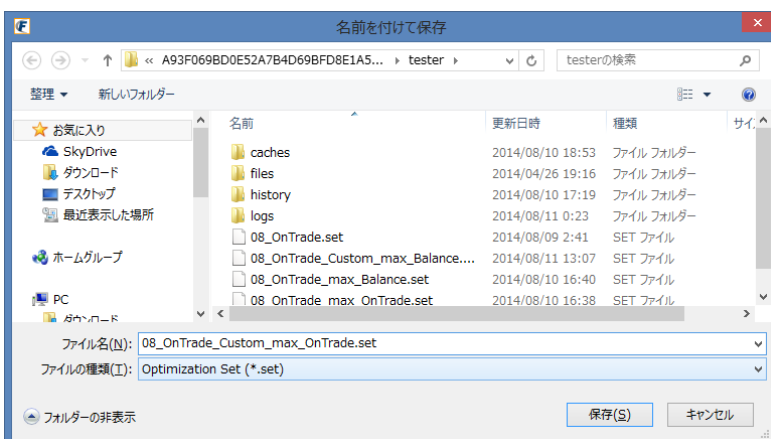 名前を付けて保存
« A93F069BD0E52A7B4D69BFD8E1A5... ▸ tester ▸
testerの検索
整理 ▼ 新しいフォルダー
名前 更新日時 種類 サイ
お気に入り
SkyDrive
ダウンロード
デスクトップ
最近表示した場所
ホームグループ
PC
ダウンロード
caches 2014/08/10 18:53 ファイル フォルダー
files 2014/04/26 19:16 ファイル フォルダー
history 2014/08/10 17:19 ファイル フォルダー
logs 2014/08/11 0:23 ファイル フォルダー
08_OnTrade.set 2014/08/09 2:41 SET ファイル
08_OnTrade_Custom_max_Balance.... 2014/08/11 13:07 SET ファイル
08_OnTrade_max_Balance.set 2014/08/10 16:40 SET ファイル
08_OnTrade_max_OnTrade.set 2014/08/10 16:38 SET ファイル
ファイル名(N): 08_OnTrade_Custom_max_OnTrade.set
ファイルの種類(T): Optimization Set (*.set)
フォルダーの非表示
保存(S) キャンセル